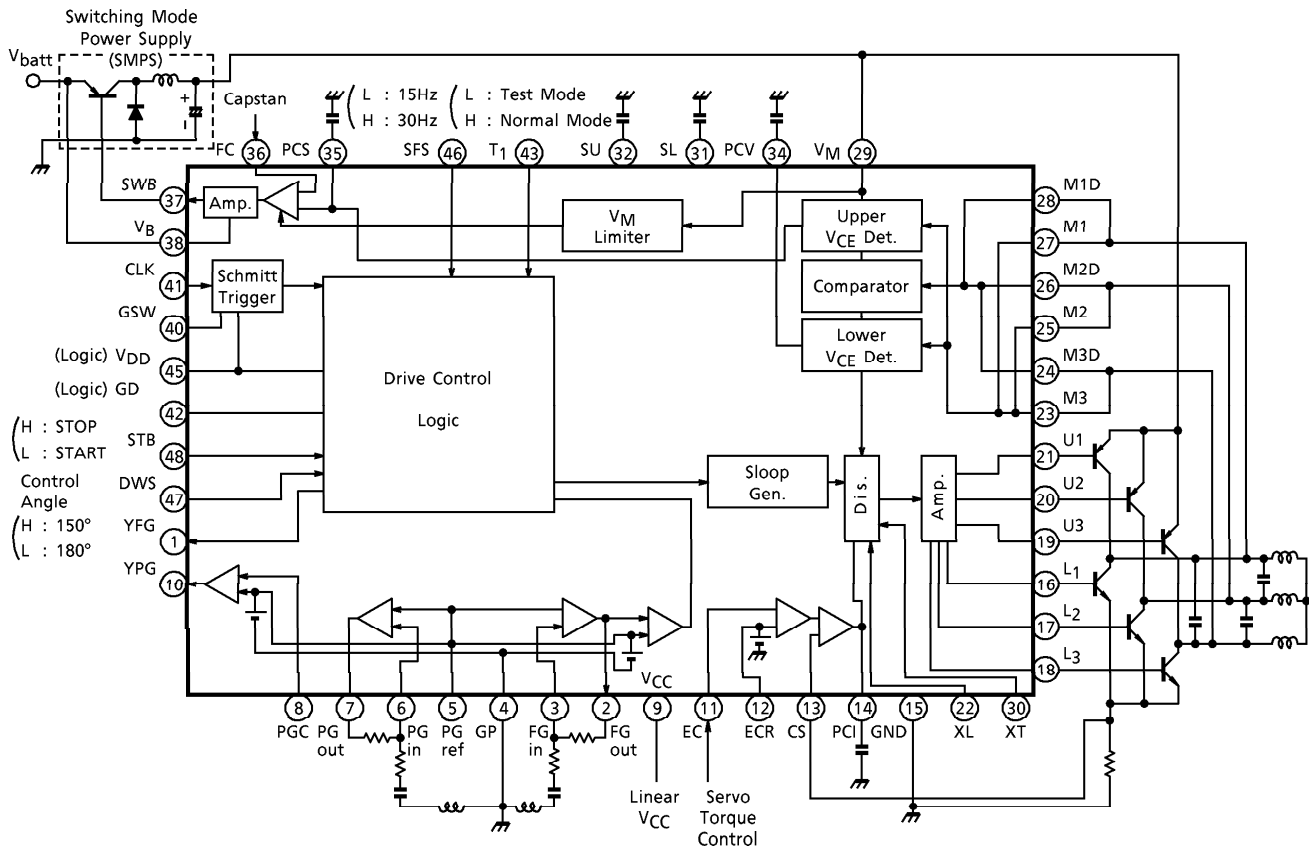 Switching Mode
Power Supply
(SMPS)
Vbatt
+
-
Capstan
L : 15Hz
H : 30Hz
L : Test Mode
H : Normal Mode
FC
36
PCS
35
SFS
46
T1
43
SU
32
SL
31
PCV
34
VM
29
SWB
37
VB
38
CLK
41
GSW
40
(Logic) VDD
45
(Logic) GD
42
H : STOP
L : START
STB
48
Control
Angle
H : 150°
L : 180°
DWS
47
YFG
1
YPG
10
Amp.
VM
Limiter
Upper
VCE Det.
Comparator
Lower
VCE Det.
Schmitt
Trigger
Drive Control
Logic
Sloop
Gen.
Dis.
Amp.
M1D
28
M1
27
M2D
26
M2
25
M3D
24
M3
23
U1
21
U2
20
U3
19
L1
16
L2
17
L3
18
8
PGC
7
PG
out
6
PG
in
5
PG
ref
4
GP
3
FG
in
2
FG
out
VCC
9
Linear
VCC
11
EC
Servo
Torque
Control
12
ECR
13
CS
14
PCI
15
GND
22
XL
30
XT